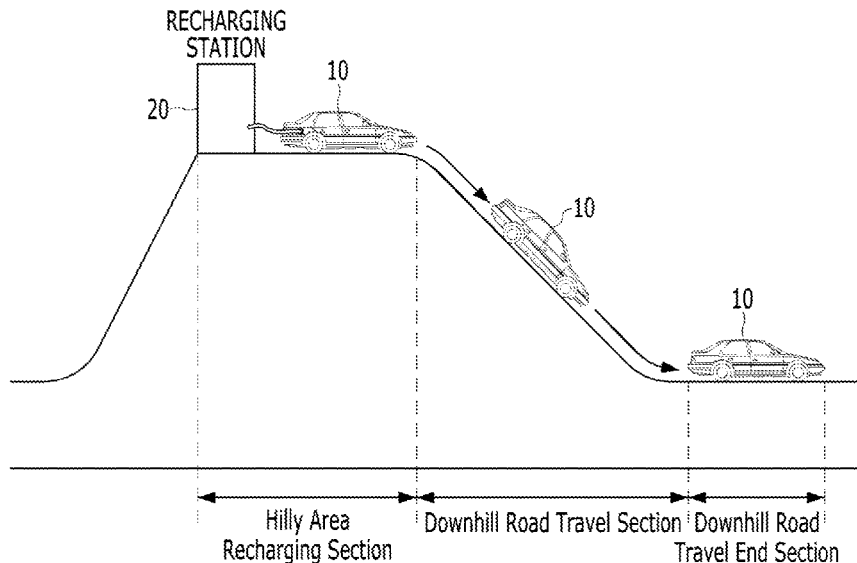 RECHARGING
STATION
20
10
10
10
Hilly Area
Recharging Section
Downhill Road Travel Section
Downhill Road
Travel End Section